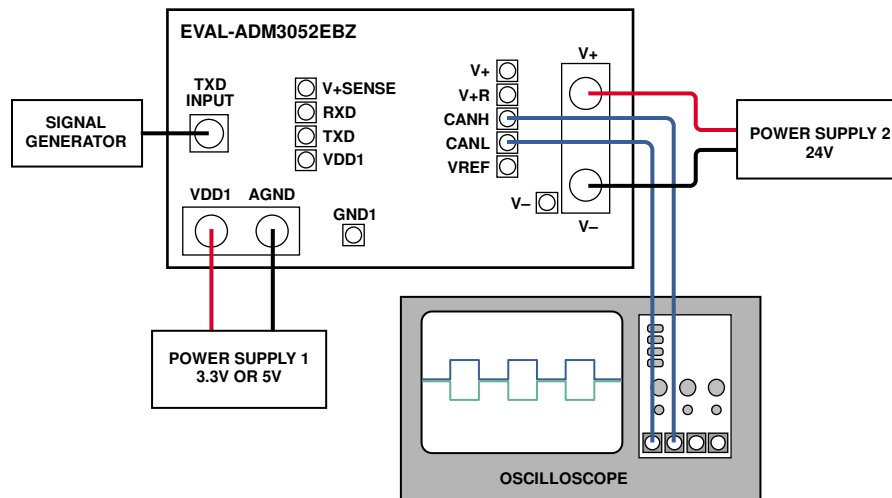 EVAL-ADM3052EBZ
TXD
INPUT
V+SENSE
RXD
TXD
VDD1
V+
V+R
CANH
CANL
VREF
V+
V–
V–
VDD1
AGND
GND1
SIGNAL
GENERATOR
POWER SUPPLY 2
24V
POWER SUPPLY 1
3.3V OR 5V
OSCILLOSCOPE